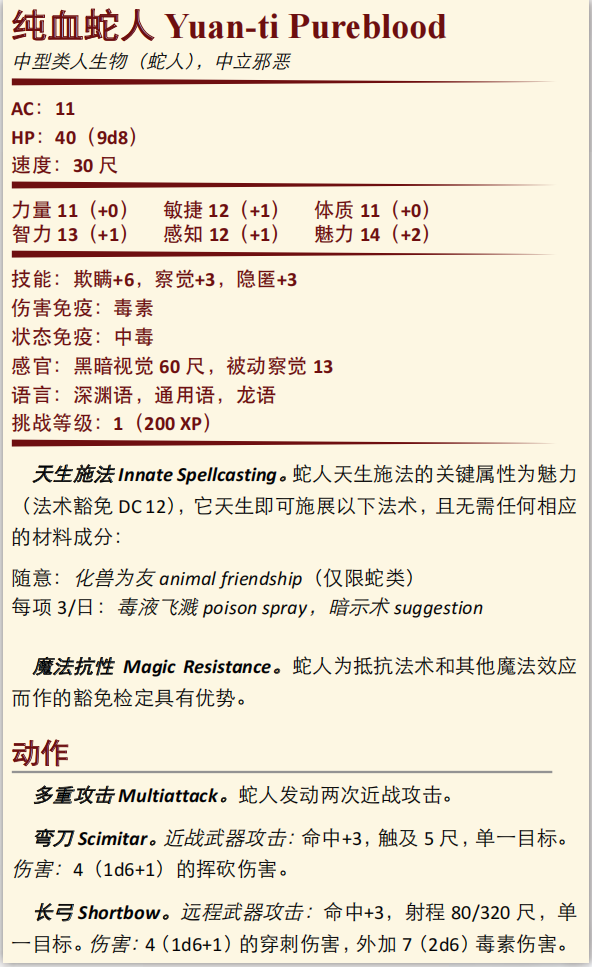 纯血蛇人 Yuan-ti Pureblood
中型类人生物（蛇人），中立邪恶
AC：11
HP：40（9d8）
速度：30 尺
力量 11（+0） 敏捷 12（+1） 体质 11（+0）
智力 13（+1） 感知 12（+1） 魅力 14（+2）
技能：欺瞒+6，察觉+3，隐匿+3
伤害免疫：毒素
状态免疫：中毒
感官：黑暗视觉 60 尺，被动察觉 13
语言：深渊语，通用语，龙语
挑战等级：1（200 XP）
天生施法 Innate Spellcasting。蛇人天生施法的关键属性为魅力
（法术豁免 DC 12），它天生即可施展以下法术，且无需任何相应
的材料成分：
随意：化兽为友 animal friendship（仅限蛇类）
每项 3/日：毒液飞溅 poison spray，暗示术 suggestion
魔法抗性 Magic Resistance。蛇人为抵抗法术和其他魔法效应
而作的豁免检定具有优势。
动作
多重攻击 Multiattack。蛇人发动两次近战攻击。
弯刀 Scimitar。近战武器攻击：命中+3，触及 5 尺，单一目标。
伤害：4（1d6+1）的挥砍伤害。
长弓 Shortbow。远程武器攻击：命中+3，射程 80/320 尺，单
一目标。伤害：4（1d6+1）的穿刺伤害，外加 7（2d6）毒素伤害。